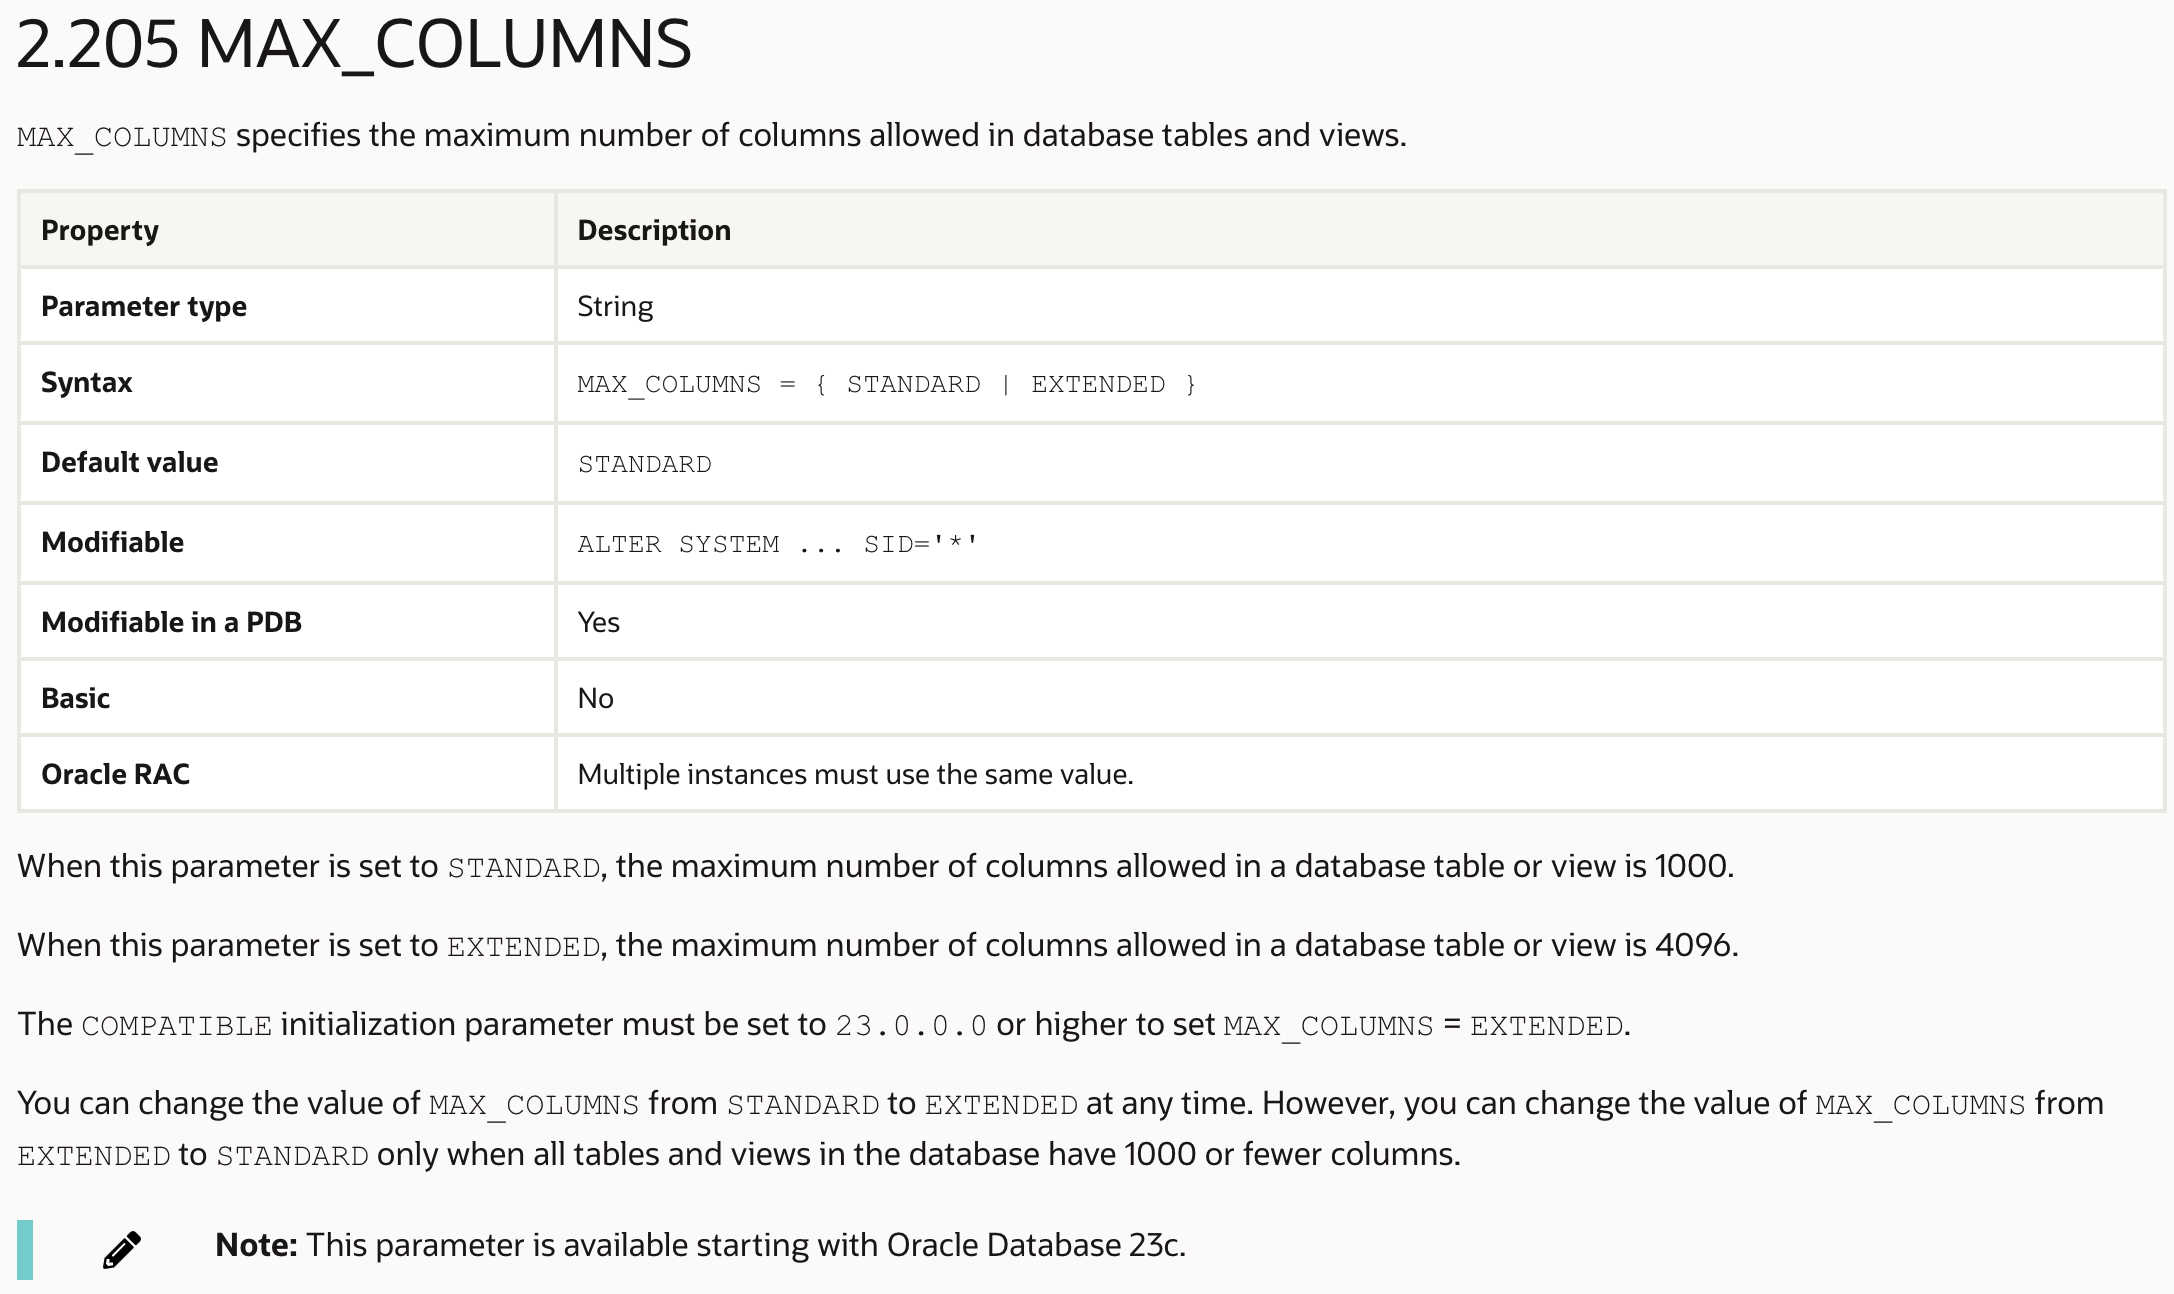 2.205 MAX_COLUMNS
MAX_COLUMNS specifies the maximum number of columns allowed in database tables and views.
Property Description
Parameter type String
Syntax MAX_COLUMNS = { STANDARD | EXTENDED }
Default value STANDARD
Modifiable ALTER SYSTEM ... SID='*'
Modifiable in a PDB Yes
Basic No
Oracle RAC Multiple instances must use the same value.
When this parameter is set to STANDARD, the maximum number of columns allowed in a database table or view is 1000.
When this parameter is set to EXTENDED, the maximum number of columns allowed in a database table or view is 4096.
The COMPATIBLE initialization parameter must be set to 23.0.0.0 or higher to set MAX_COLUMNS = EXTENDED.
You can change the value of MAX_COLUMNS from STANDARD to EXTENDED at any time. However, you can change the value of MAX_COLUMNS from
EXTENDED to STANDARD only when all tables and views in the database have 1000 or fewer columns.
Note: This parameter is available starting with Oracle Database 23c.